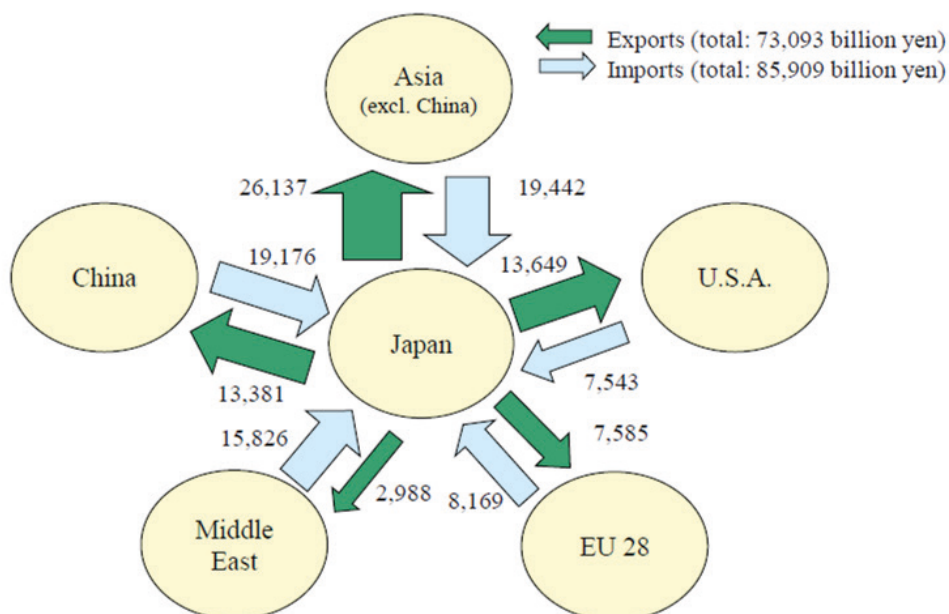 Exports (total: 73,093 billion yen)
Imports (total: 85,909 billion yen)
Asia
(excl. China)
26,137
19,442
China
19,176
13,649
U.S.A.
Japan
13,381
7,543
15,826
7,585
2,988
8,169
Middle
East
EU 28